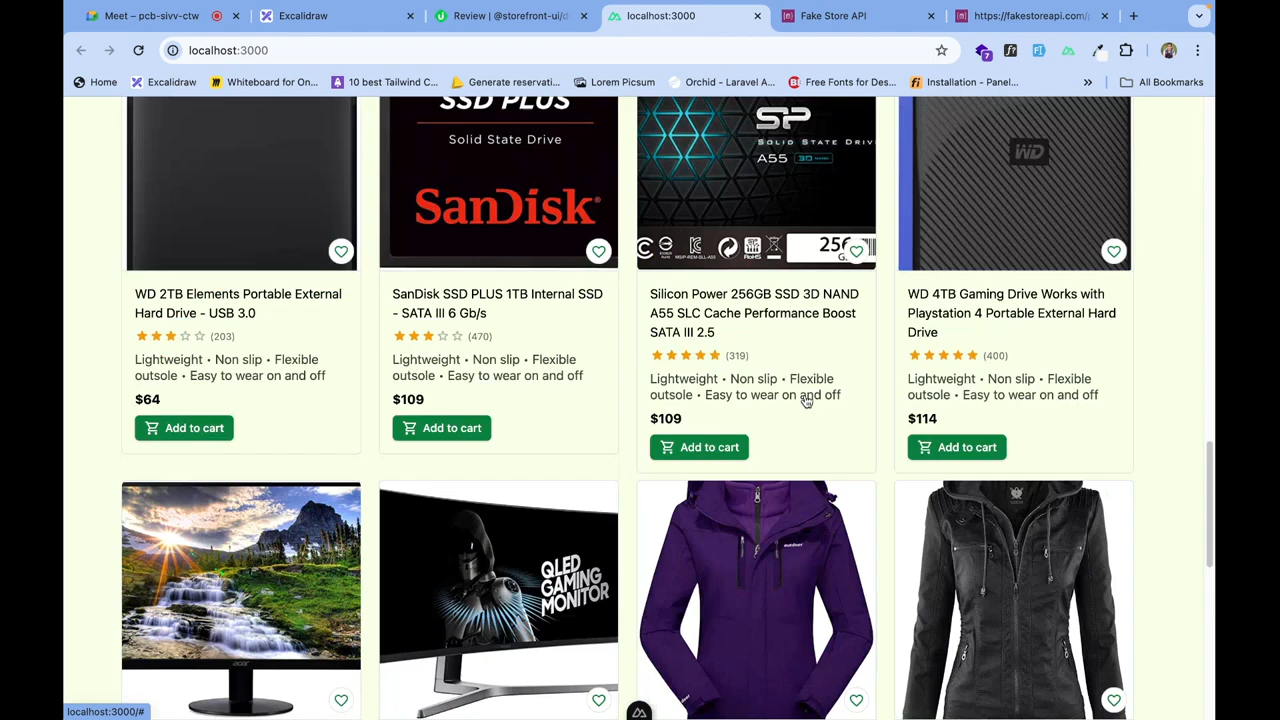 Meet – pcb-sivv-ctw
Excalidraw
Review | @storefront-ui/d
localhost:3000
Fake Store API
https://fakestoreapi.com/
localhost:3000
7
Home
Excalidraw
Whiteboard for On...
10 best Tailwind C...
Generate reservati...
Lorem Picsum
Orchid - Laravel A...
Free Fonts for Des...
Installation - Panel...
»
All Bookmarks
SSD PLUS
Solid State Drive
SanDisk
SP
SOLID STATE DRIV
A55 3D NAND
256
G
WD
WD 2TB Elements Portable External
Hard Drive - USB 3.0
(203)
Lightweight • Non slip • Flexible
outsole • Easy to wear on and off
$64
Add to cart
SanDisk SSD PLUS 1TB Internal SSD
- SATA III 6 Gb/s
(470)
Lightweight • Non slip • Flexible
outsole • Easy to wear on and off
$109
Add to cart
Silicon Power 256GB SSD 3D NAND
A55 SLC Cache Performance Boost
SATA III 2.5
(319)
Lightweight • Non slip • Flexible
outsole • Easy to wear on and off
$109
Add to cart
WD 4TB Gaming Drive Works with
Playstation 4 Portable External Hard
Drive
(400)
Lightweight • Non slip • Flexible
outsole • Easy to wear on and off
$114
Add to cart
acer
QLED
GAMING
MONITOR
outdoor
localhost:3000/#